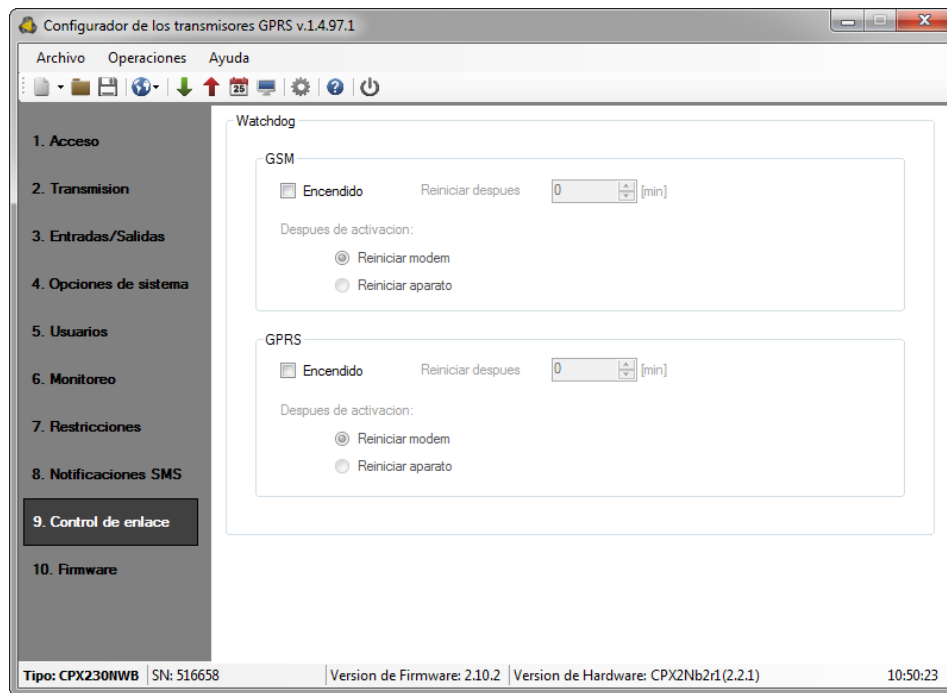 Configurador de los transmisores GPRS v.1.4.97.1
Archivo Operaciones Ayuda
25
Watchdog
1. Acceso
2. Transmision
3. Entradas/Salidas
4. Opciones de sistema
5. Usuarios
6. Monitoreo
7. Restricciones
8. Notificaciones SMS
9. Control de enlace
10. Firmware
GSM
Encendido Reiniciar despues 0 [min]
Despues de activacion:
Reiniciar modem
Reiniciar aparato
GPRS
Encendido Reiniciar despues 0 [min]
Despues de activacion:
Reiniciar modem
Reiniciar aparato
Tipo: CPX230NWB SN: 516658 Version de Firmware: 2.10.2 Version de Hardware: CPX2Nb2r1(2.2.1) 10:50:23